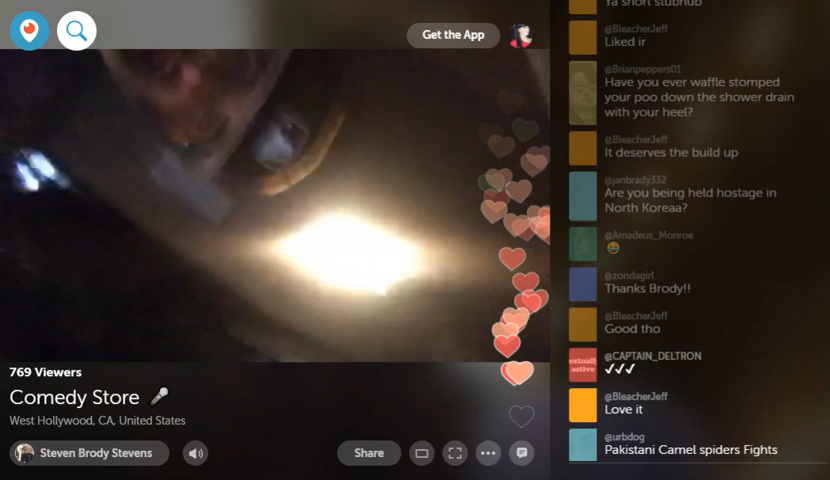 Get the App
769 Viewers
Comedy Store
West Hollywood, CA, United States
Steven Brody Stevens
Share
Ya short stubhub
@BleacherJeff
Liked ir
@Brianpeppers01
Have you ever waffle stomped
your poo down the shower drain
with your heel?
@BleacherJeff
It deserves the build up
@janbrady332
Are you being held hostage in
North Koreaa?
@Amadeus_Monroe
😂
@zondagirl
Thanks Brody!!
@BleacherJeff
Good tho
@CAPTAIN_DELTRON
✓✓✓
@BleacherJeff
Love it
@urbdog
Pakistani Camel spiders Fights